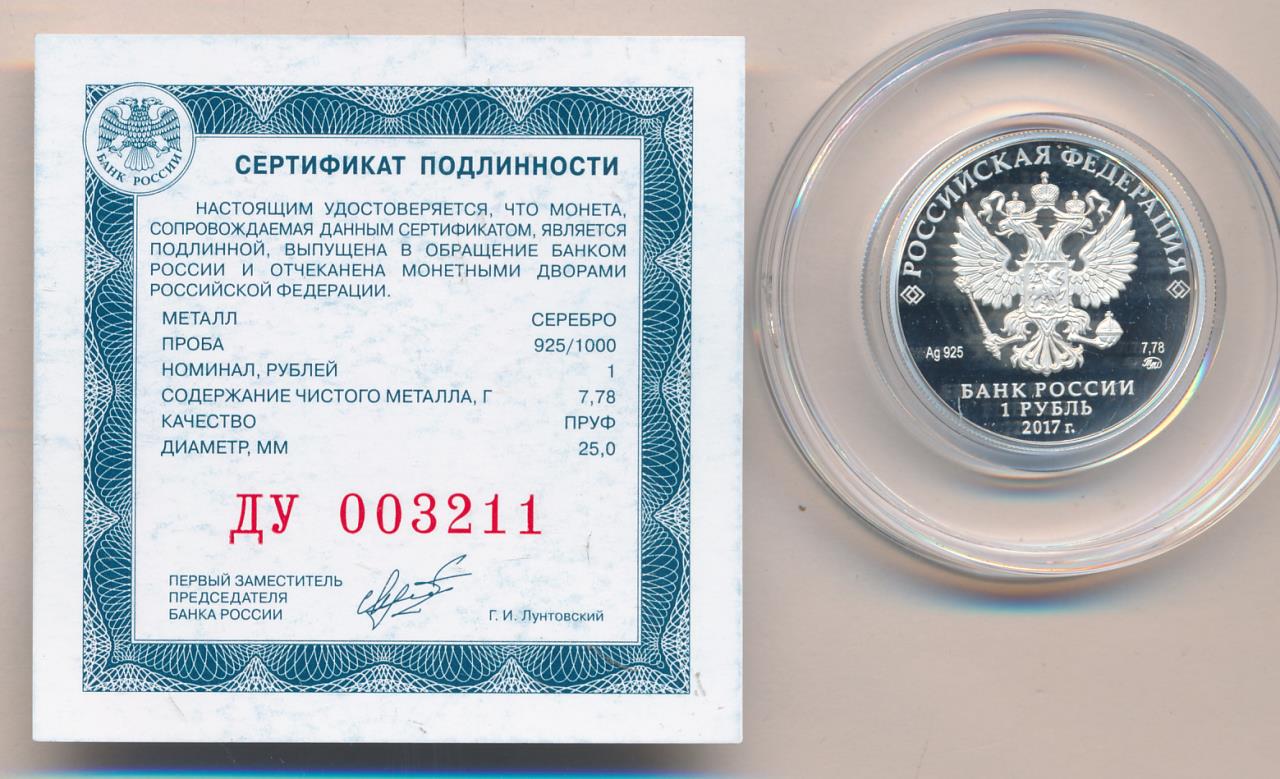 БАНК РОССИИ
СЕРТИФИКАТ ПОДЛИННОСТИ
НАСТОЯЩИМ УДОСТОВЕРЯЕТСЯ, ЧТО МОНЕТА,
СОПРОВОЖДАЕМАЯ ДАННЫМ СЕРТИФИКАТОМ, ЯВЛЯЕТСЯ
ПОДЛИННОЙ, ВЫПУЩЕНА В ОБРАЩЕНИЕ БАНКОМ
РОССИИ И ОТЧЕКАНЕНА МОНЕТНЫМИ ДВОРАМИ
РОССИЙСКОЙ ФЕДЕРАЦИИ.
МЕТАЛЛ СЕРЕБРО
ПРОБА 925/1000
НОМИНАЛ, РУБЛЕЙ 1
СОДЕРЖАНИЕ ЧИСТОГО МЕТАЛЛА, Г 7,78
КАЧЕСТВО ПРУФ
ДИАМЕТР, ММ 25,0
ДУ 003211
ПЕРВЫЙ ЗАМЕСТИТЕЛЬ
ПРЕДСЕДАТЕЛЯ
БАНКА РОССИИ
Г. И. Лунтовский
РОССИЙСКАЯ ФЕДЕРАЦИЯ
Ag 925
7,78
БАНК РОССИИ
1 РУБЛЬ
2017 г.